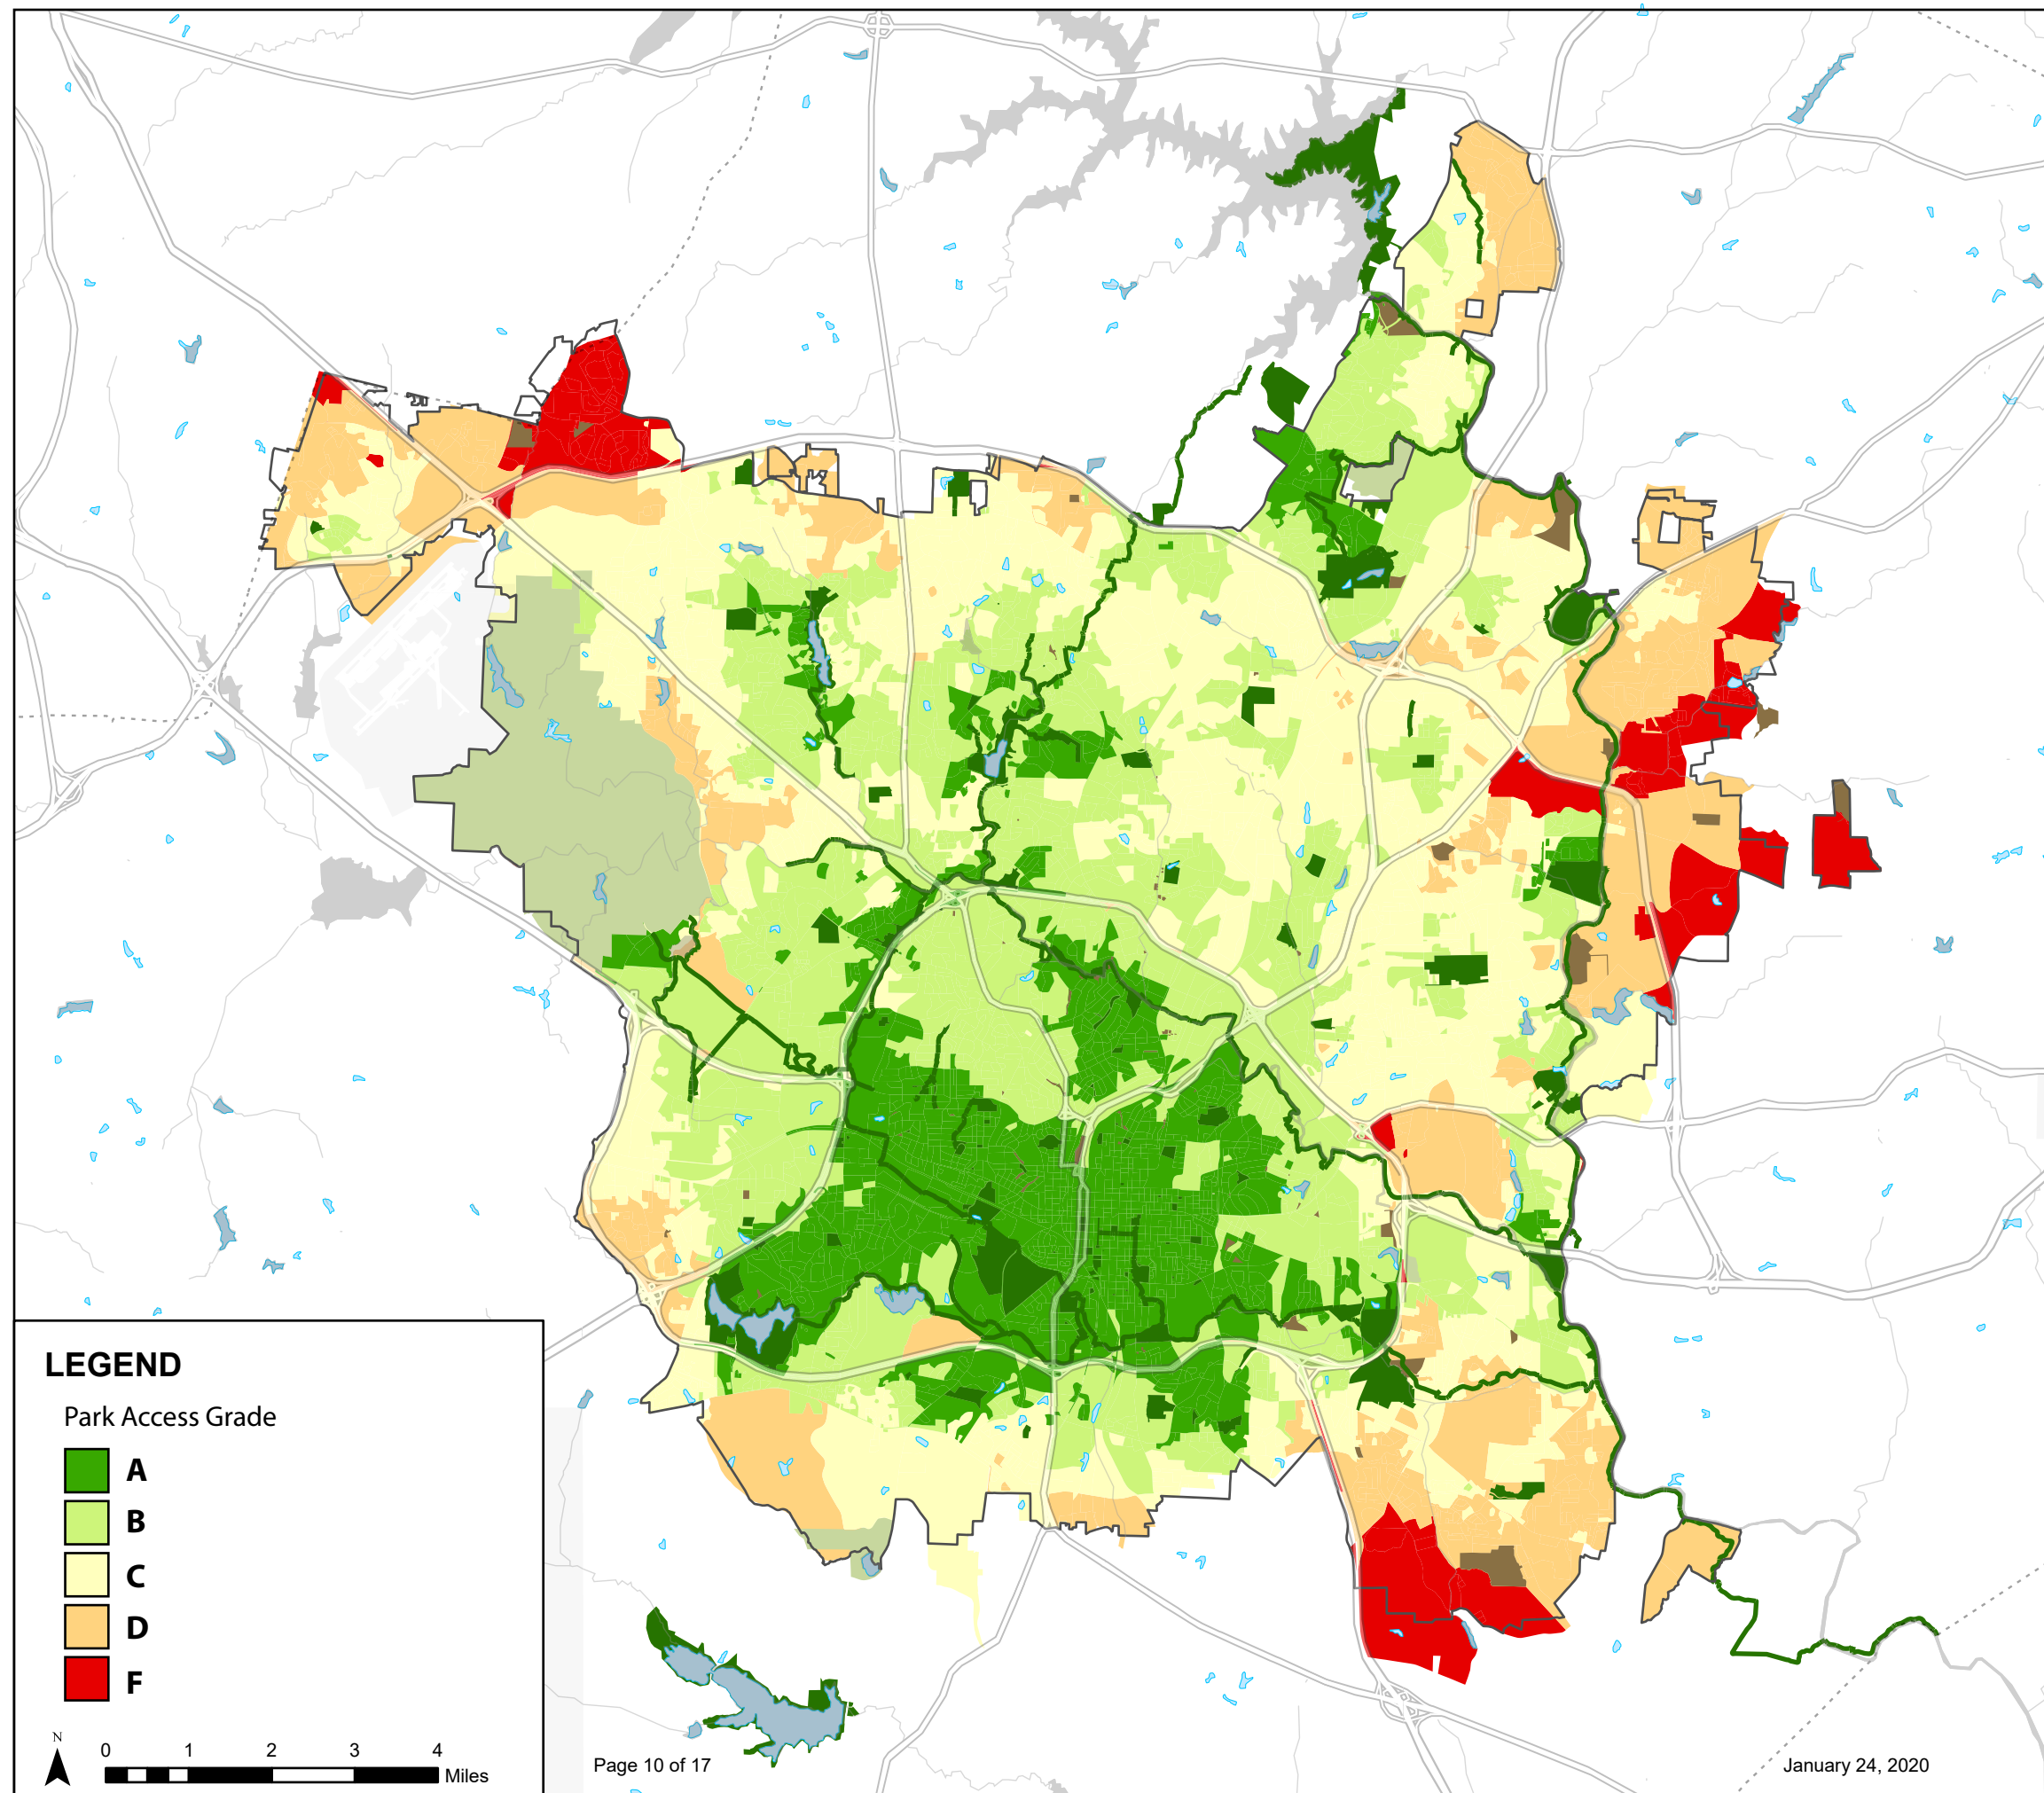 LEGEND
Park Access Grade
A
B
C
D
F
N
0 1 2 3 4
Miles
Page 10 of 17
January 24, 2020